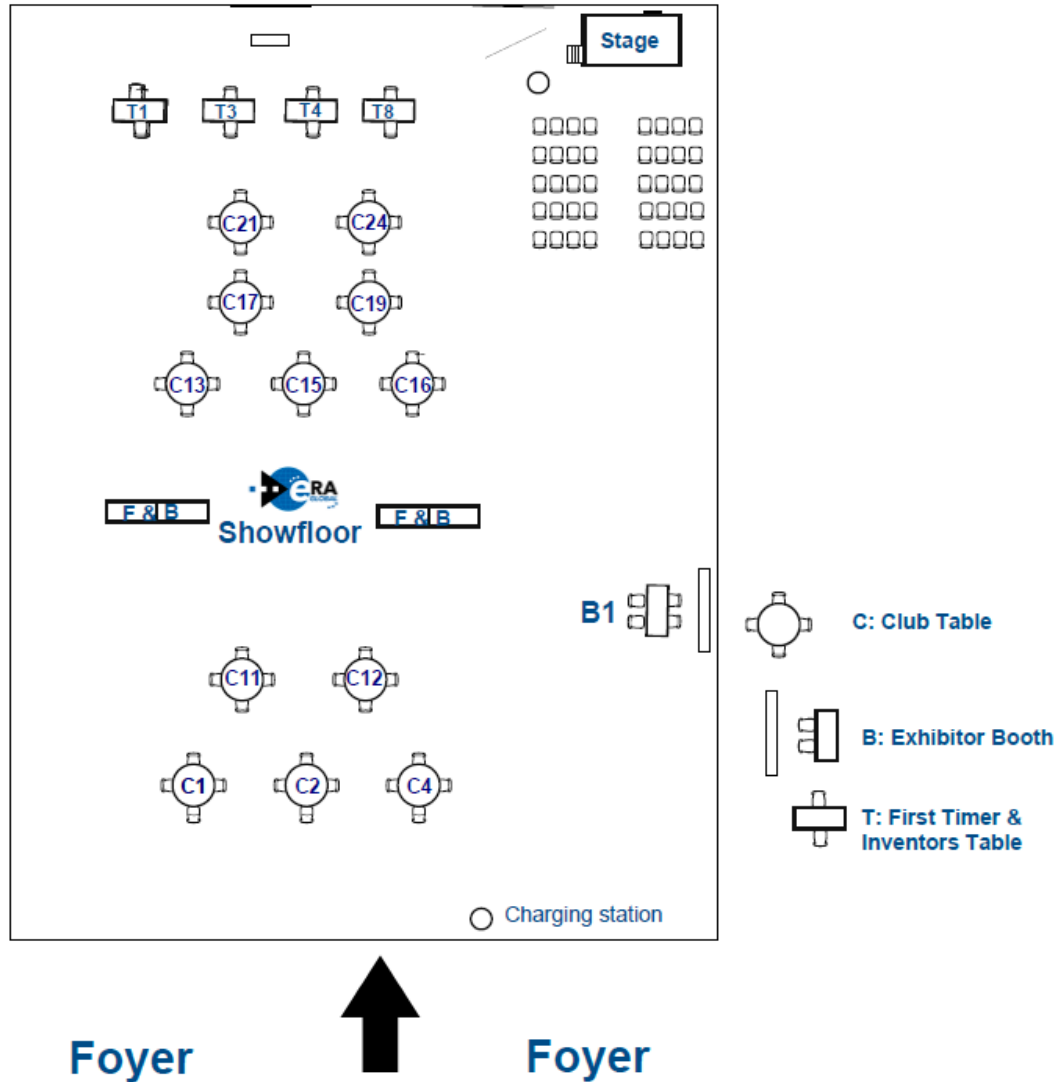 Stage
T1 T3 T4 T8
C21 C24
C17 C19
C13 C15 C16
eRA
GLOBAL
F & B Showfloor F & B
B1
C: Club Table
C11 C12
B: Exhibitor Booth
C1 C2 C4
T: First Timer &
Inventors Table
Charging station
Foyer Foyer